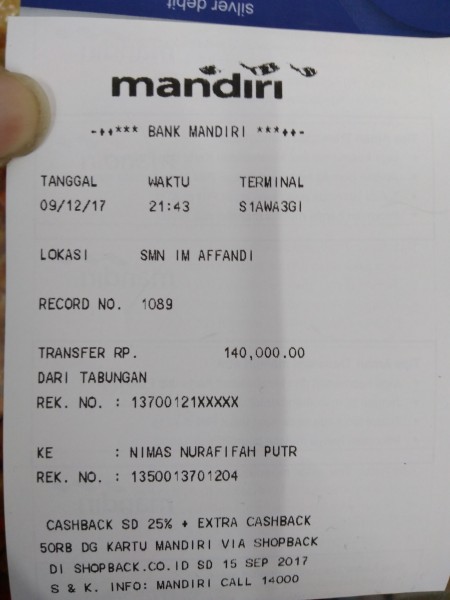 silver debit
mandiri
-♦♦*** BANK MANDIRI ***♦♦-
TANGGAL WAKTU TERMINAL
09/12/17 21:43 S1AWA3GI
LOKASI SMN IM AFFANDI
RECORD NO. 1089
TRANSFER RP. 140,000.00
DARI TABUNGAN
REK. NO. : 13700121XXXXX
KE : NIMAS NURAFIFAH PUTR
REK. NO. : 1350013701204
CASHBACK SD 25% + EXTRA CASHBACK
50RB DG KARTU MANDIRI VIA SHOPBACK
DI SHOPBACK.CO.ID SD 15 SEP 2017
S & K. INFO: MANDIRI CALL 14000